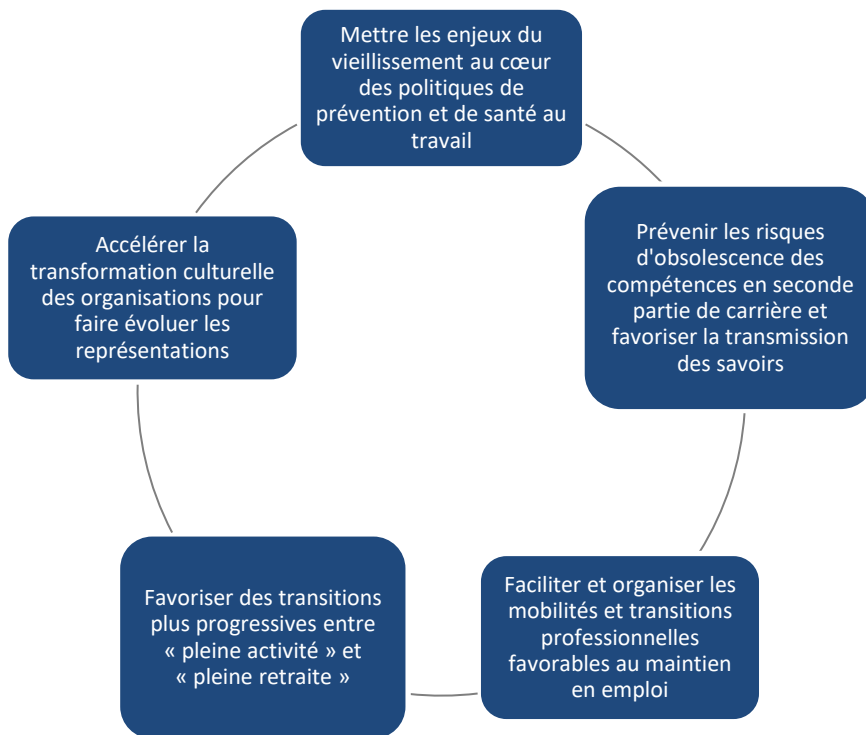 Mettre les enjeux du
vieillissement au cœur
des politiques de
prévention et de santé au
travail
Prévenir les risques
d'obsolescence des
compétences en seconde
partie de carrière et
favoriser la transmission
des savoirs
Faciliter et organiser les
mobilités et transitions
professionnelles
favorables au maintien
en emploi
Favoriser des transitions
plus progressives entre
« pleine activité » et
« pleine retraite »
Accélérer la
transformation culturelle
des organisations pour
faire évoluer les
représentations